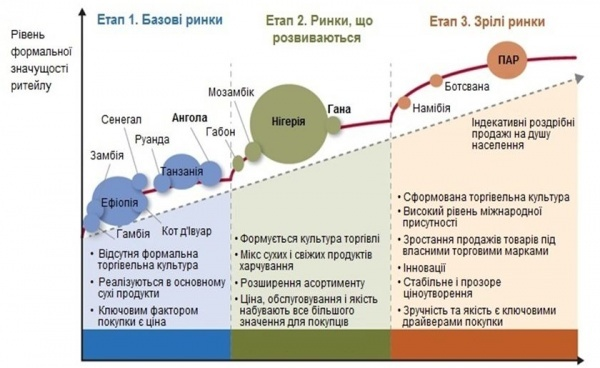 Рівень
формальної
значущості
ритейлу
Етап 1. Базові ринки
Етап 2. Ринки, що
розвиваються
Етап 3. Зрілі ринки
ПАР
Ботсвана
Намібія
Мозамбік
Нігерія
Гана
Габон
Ангола
Сенегал
Руанда
Танзанія
Замбія
Ефіопія
Гамбія
Кот д'івуар
Індекативні роздрібні
продажі на душу
населення
• Відсутня формальна
торгівельна культура
• Реалізуються в основному
сухі продукти
• Ключовим фактором
покупки є ціна
• Формується культура торгівлі
• Мікс сухих і свіжих продуктів
харчування
• Розширення асортименту
• Ціна, обслуговування і якість
набувають все більшого
значення для покупців
• Сформована торгівельна культура
• Високий рівень міжнародної
присутності
• Зростання продажів товарів під
власними торговими марками
• Інновації
• Стабільне і прозоре
ціноутворення
• Зручність та якість є ключовими
драйверами покупки